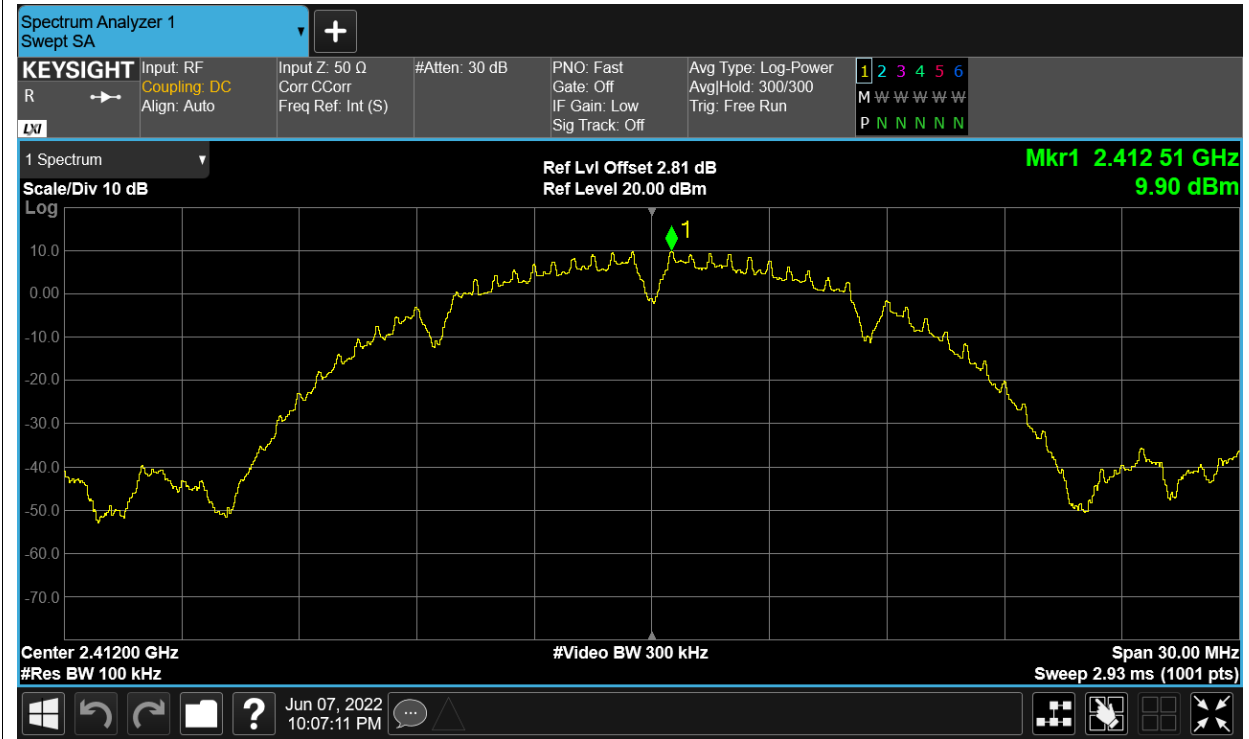 Spectrum Analyzer 1
Swept SA
+
KEYSIGHT
R
LXI
Input: RF
Coupling: DC
Align: Auto
Input Z: 50 Ω
Corr CCorr
Freq Ref: Int (S)
#Atten: 30 dB
PNO: Fast
Gate: Off
IF Gain: Low
Sig Track: Off
Avg Type: Log-Power
Avg|Hold: 300/300
Trig: Free Run
1 2 3 4 5 6
M W W W W W
P N N N N N
1 Spectrum
Scale/Div 10 dB
Log
Ref Lvl Offset 2.81 dB
Ref Level 20.00 dBm
Mkr1 2.412 51 GHz
9.90 dBm
1
10.0
0.00
-10.0
-20.0
-30.0
-40.0
-50.0
-60.0
-70.0
Center 2.41200 GHz
#Res BW 100 kHz
#Video BW 300 kHz
Span 30.00 MHz
Sweep 2.93 ms (1001 pts)
?
Jun 07, 2022
10:07:11 PM